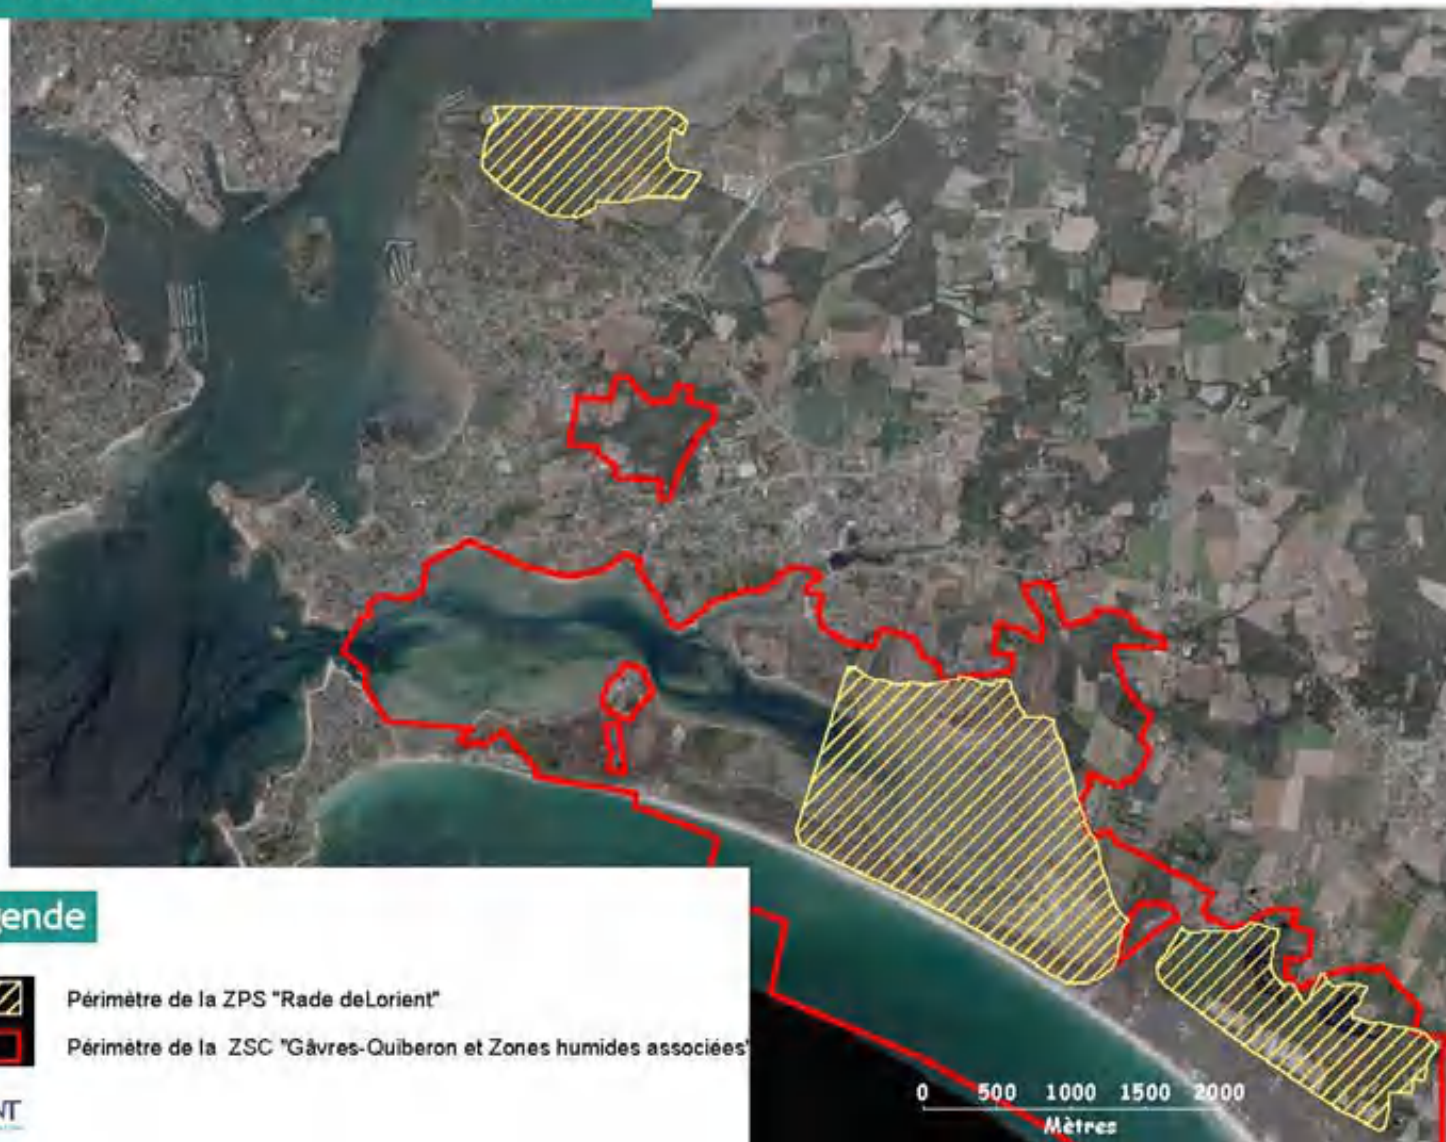 gende
Périmètre de la ZPS "Rade deLorient"
Périmètre de la ZSC "Gâvres-Quiberon et Zones humides associées"
NT
0 500 1000 1500 2000
Mètres